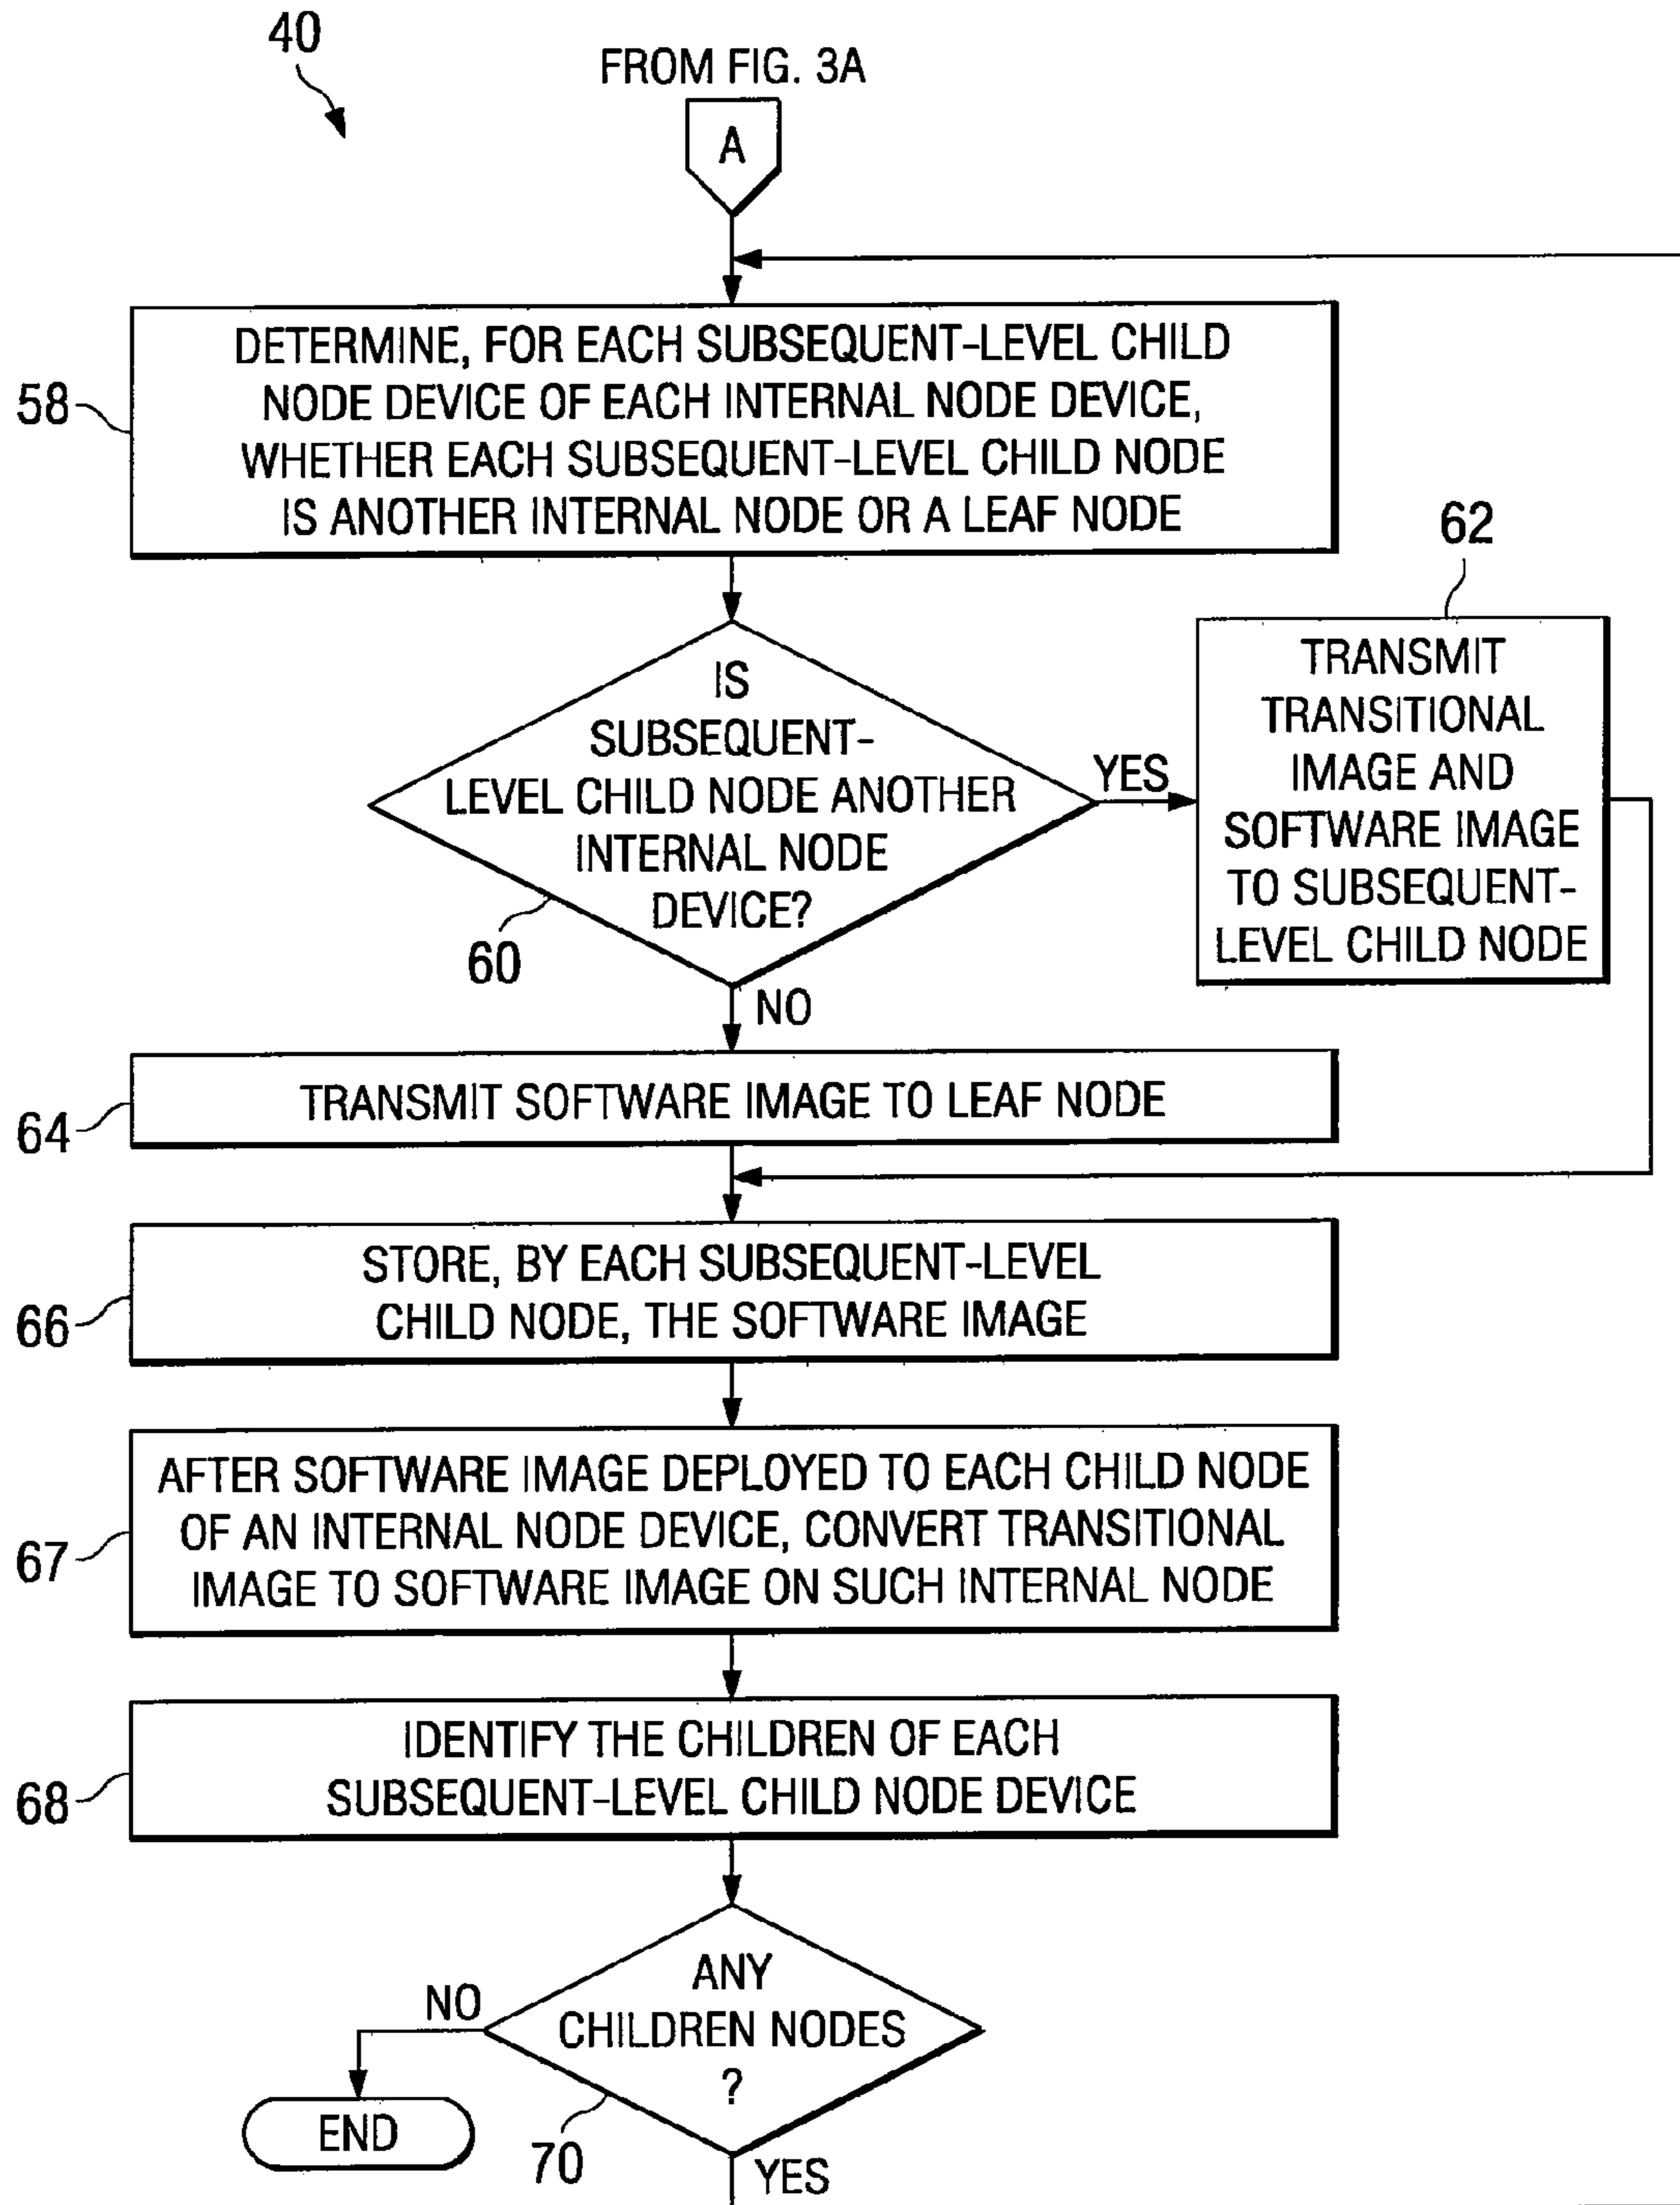 40
FROM FIG. 3A
A
58
DETERMINE, FOR EACH SUBSEQUENT-LEVEL CHILD
NODE DEVICE OF EACH INTERNAL NODE DEVICE,
WHETHER EACH SUBSEQUENT-LEVEL CHILD NODE
IS ANOTHER INTERNAL NODE OR A LEAF NODE
IS
SUBSEQUENT-
LEVEL CHILD NODE ANOTHER
INTERNAL NODE
DEVICE?
60
YES
62
TRANSMIT
TRANSITIONAL
IMAGE AND
SOFTWARE IMAGE
TO SUBSEQUENT-
LEVEL CHILD NODE
NO
64
TRANSMIT SOFTWARE IMAGE TO LEAF NODE
66
STORE, BY EACH SUBSEQUENT-LEVEL
CHILD NODE, THE SOFTWARE IMAGE
67
AFTER SOFTWARE IMAGE DEPLOYED TO EACH CHILD NODE
OF AN INTERNAL NODE DEVICE, CONVERT TRANSITIONAL
IMAGE TO SOFTWARE IMAGE ON SUCH INTERNAL NODE
68
IDENTIFY THE CHILDREN OF EACH
SUBSEQUENT-LEVEL CHILD NODE DEVICE
ANY
CHILDREN NODES
?
70
NO
END
YES